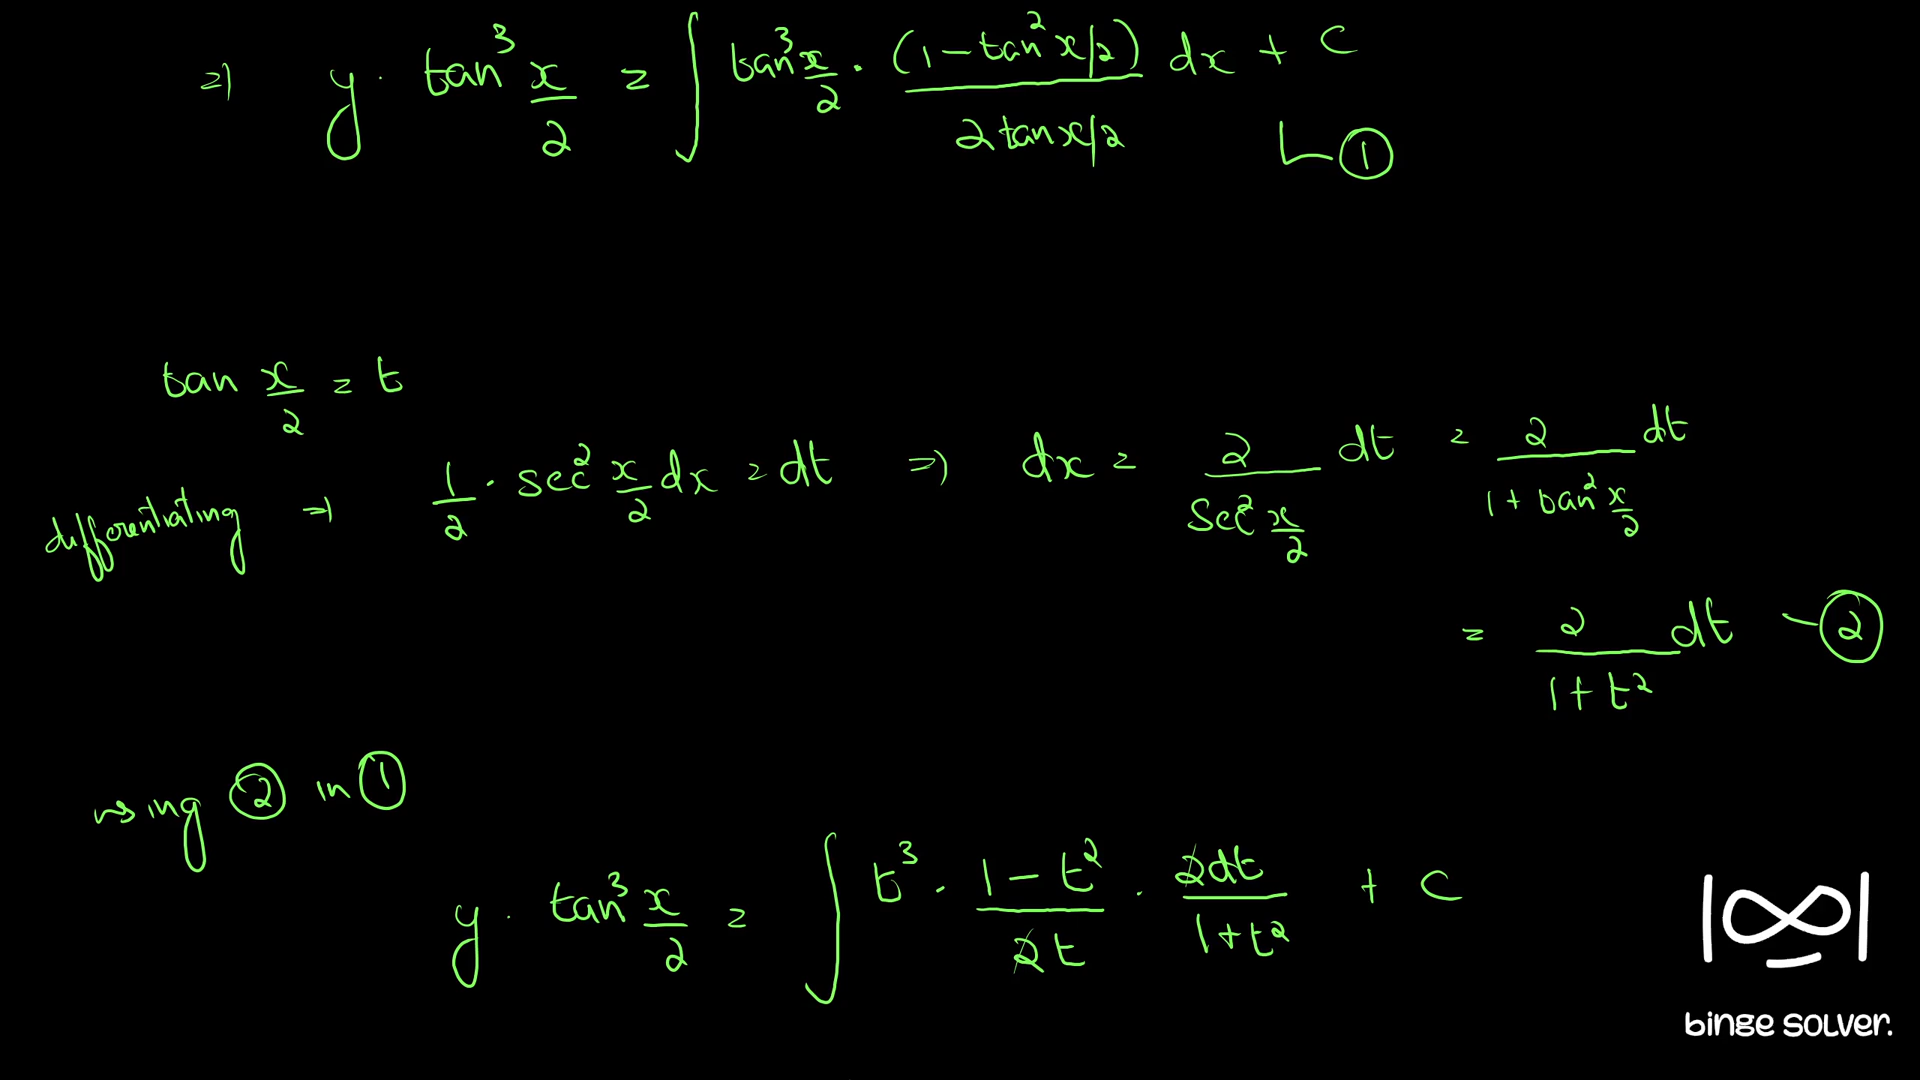 ⇒ y · tan³ x/2 = ∫ tan³ x/2 · (1 − tan² x/2) / (2 tan x/2) dx + C
①
tan x/2 = t
differentiating ⇒ 1/2 · sec² x/2 dx = dt ⇒ dx = 2 / (sec² x/2) dt = 2 / (1 + tan² x/2) dt
= 2 / (1 + t²) dt — ②
using ② in ①
y · tan³ x/2 = ∫ t³ · (1 − t²) / (2t) · 2dt / (1 + t²) + C
binge solver.